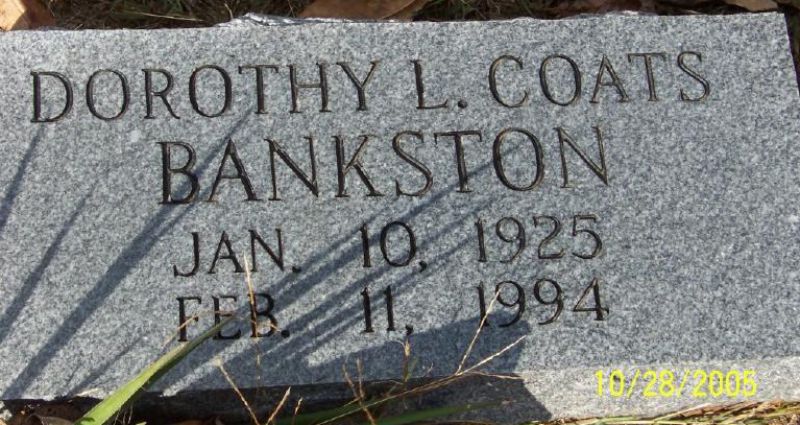 DOROTHY L. COATS
BANKSTON
JAN. 10, 1925
FEB. 11, 1994
10/28/2005